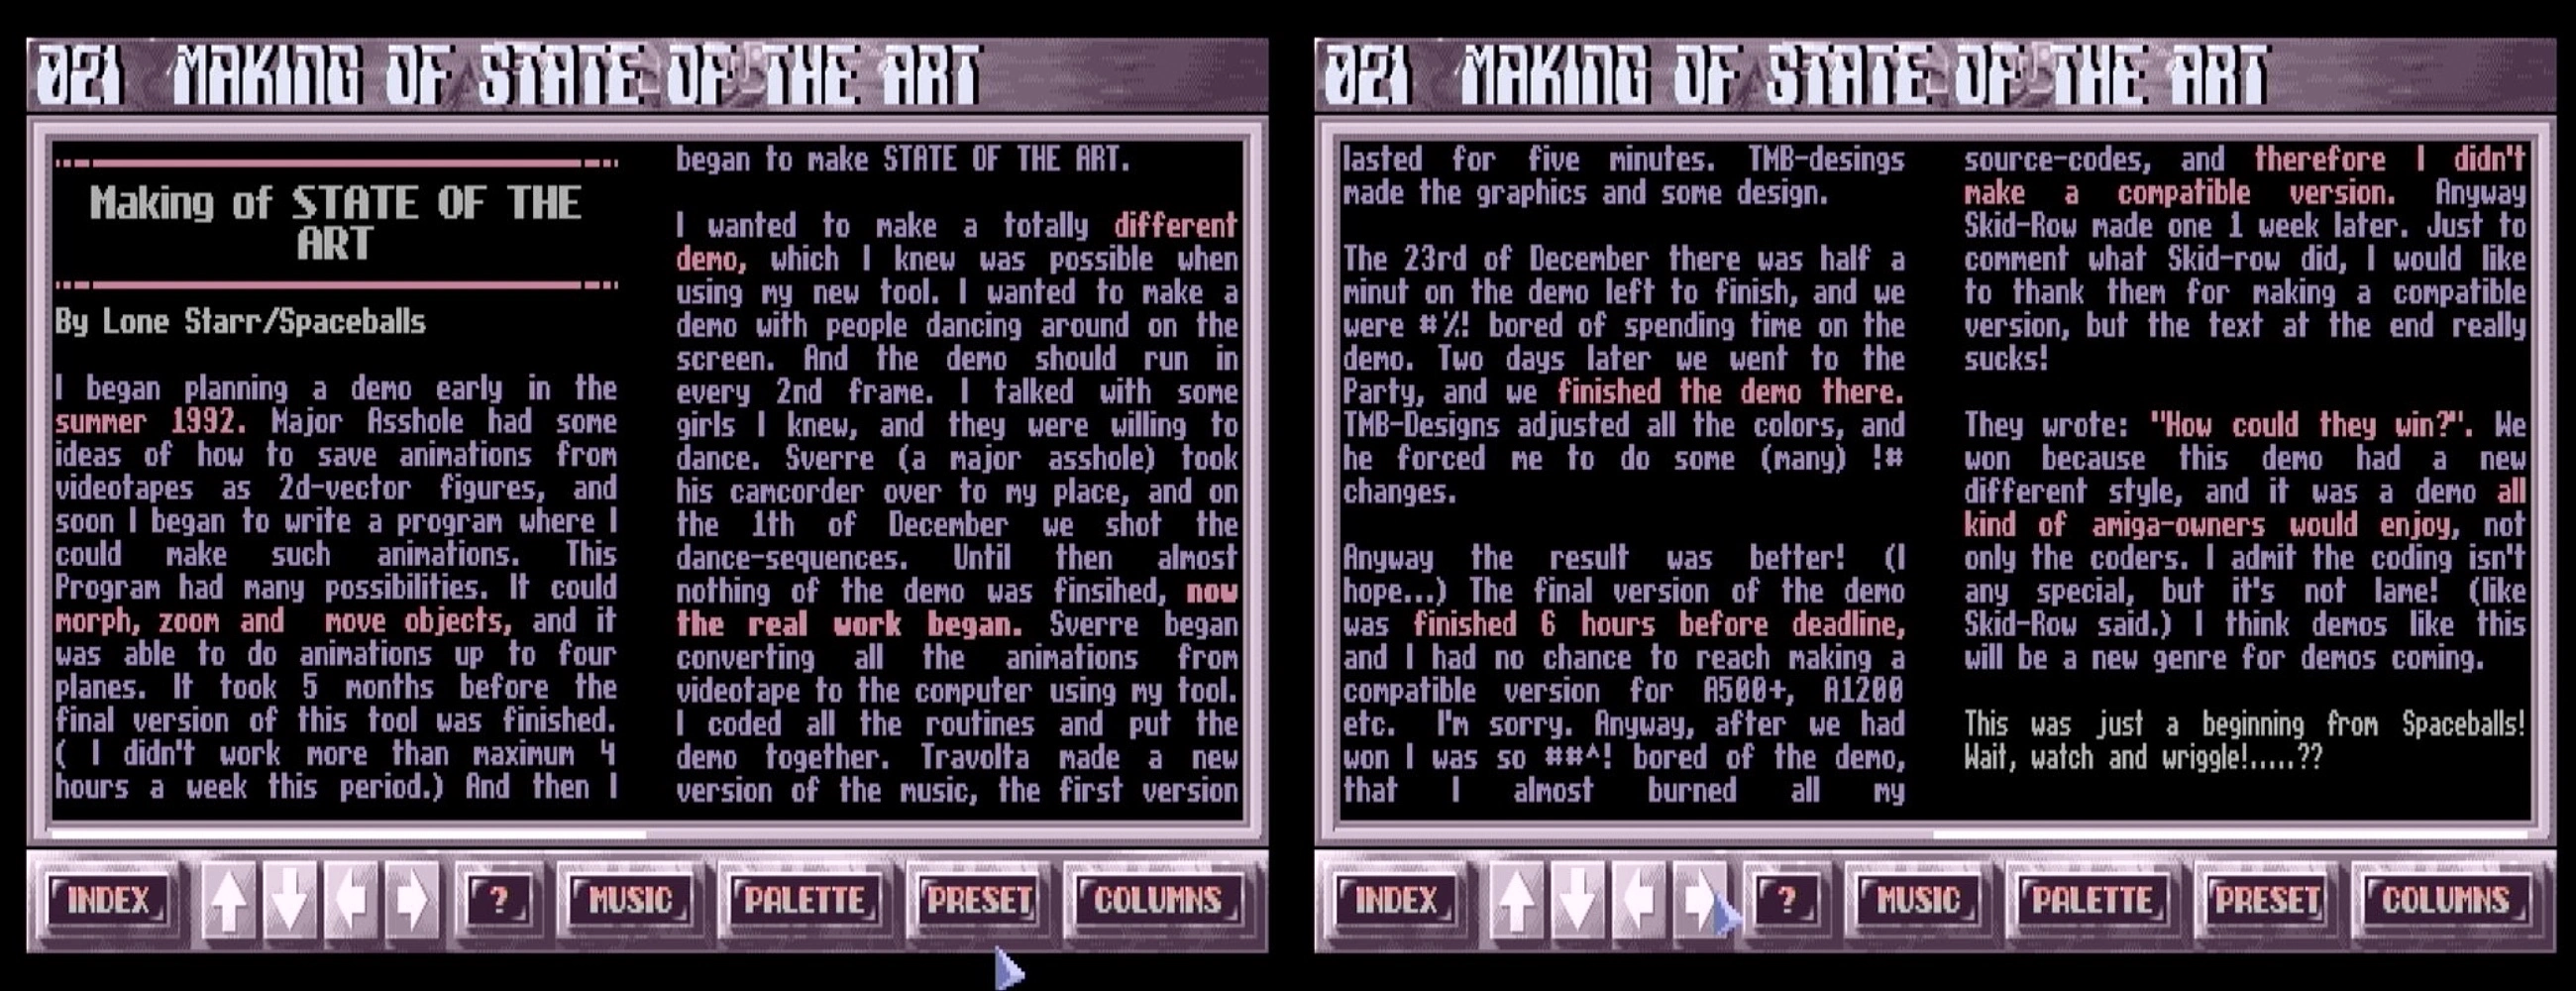 021 MAKING OF STATE OF THE ART
Making of STATE OF THE
ART
By Lone Starr/Spaceballs
I began planning a demo early in the
summer 1992. Major Asshole had some
ideas of how to save animations from
videotapes as 2d-vector figures, and
soon I began to write a program where I
could make such animations. This
Program had many possibilities. It could
morph, zoom and move objects, and it
was able to do animations up to four
planes. It took 5 months before the
final version of this tool was finished.
( I didn't work more than maximum 4
hours a week this period.) And then I
began to make STATE OF THE ART.
I wanted to make a totally different
demo, which I knew was possible when
using my new tool. I wanted to make a
demo with people dancing around on the
screen. And the demo should run in
every 2nd frame. I talked with some
girls I knew, and they were willing to
dance. Sverre (a major asshole) took
his camcorder over to my place, and on
the 1th of December we shot the
dance-sequences. Until then almost
nothing of the demo was finsihed, now
the real work began. Sverre began
converting all the animations from
videotape to the computer using my tool.
I coded all the routines and put the
demo together. Travolta made a new
version of the music, the first version
INDEX ? MUSIC PALETTE PRESET COLUMNS
021 MAKING OF STATE OF THE ART
lasted for five minutes. TMB-desings
made the graphics and some design.
The 23rd of December there was half a
minut on the demo left to finish, and we
were #%! bored of spending time on the
demo. Two days later we went to the
Party, and we finished the demo there.
TMB-Designs adjusted all the colors, and
he forced me to do some (many) !#
changes.
Anyway the result was better! (I
hope...) The final version of the demo
was finished 6 hours before deadline,
and I had no chance to reach making a
compatible version for A500+, A1200
etc. I'm sorry. Anyway, after we had
won I was so ##^! bored of the demo,
that I almost burned all my
source-codes, and therefore I didn't
make a compatible version. Anyway
Skid-Row made one 1 week later. Just to
comment what Skid-row did, I would like
to thank them for making a compatible
version, but the text at the end really
sucks!
They wrote: "How could they win?". We
won because this demo had a new
different style, and it was a demo all
kind of amiga-owners would enjoy, not
only the coders. I admit the coding isn't
any special, but it's not lame! (like
Skid-Row said.) I think demos like this
will be a new genre for demos coming.
This was just a beginning from Spaceballs!
Wait, watch and wriggle!.....??
INDEX ? MUSIC PALETTE PRESET COLUMNS